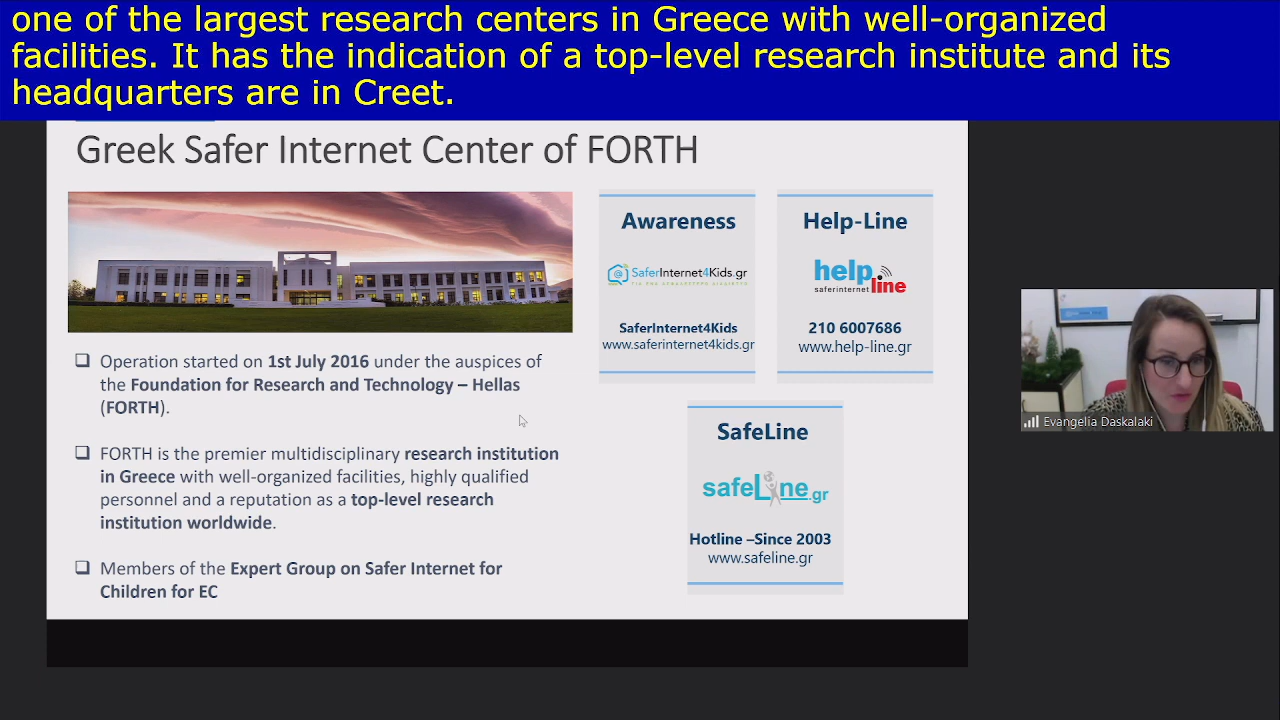 one of the largest research centers in Greece with well-organized
facilities. It has the indication of a top-level research institute and its
headquarters are in Creet.
Greek Safer Internet Center of FORTH
Operation started on 1st July 2016 under the auspices of
the Foundation for Research and Technology – Hellas
(FORTH).
FORTH is the premier multidisciplinary research institution
in Greece with well-organized facilities, highly qualified
personnel and a reputation as a top-level research
institution worldwide.
Members of the Expert Group on Safer Internet for
Children for EC
Awareness
SaferInternet4Kids.gr
ΓΙΑ ΕΝΑ ΑΣΦΑΛΕΣΤΕΡΟ ΔΙΑΔΙΚΤΥΟ
SaferInternet4Kids
www.saferinternet4kids.gr
Help-Line
help
saferinternet line
210 6007686
www.help-line.gr
SafeLine
safeLine.gr
Hotline –Since 2003
www.safeline.gr
Evangelia Daskalaki